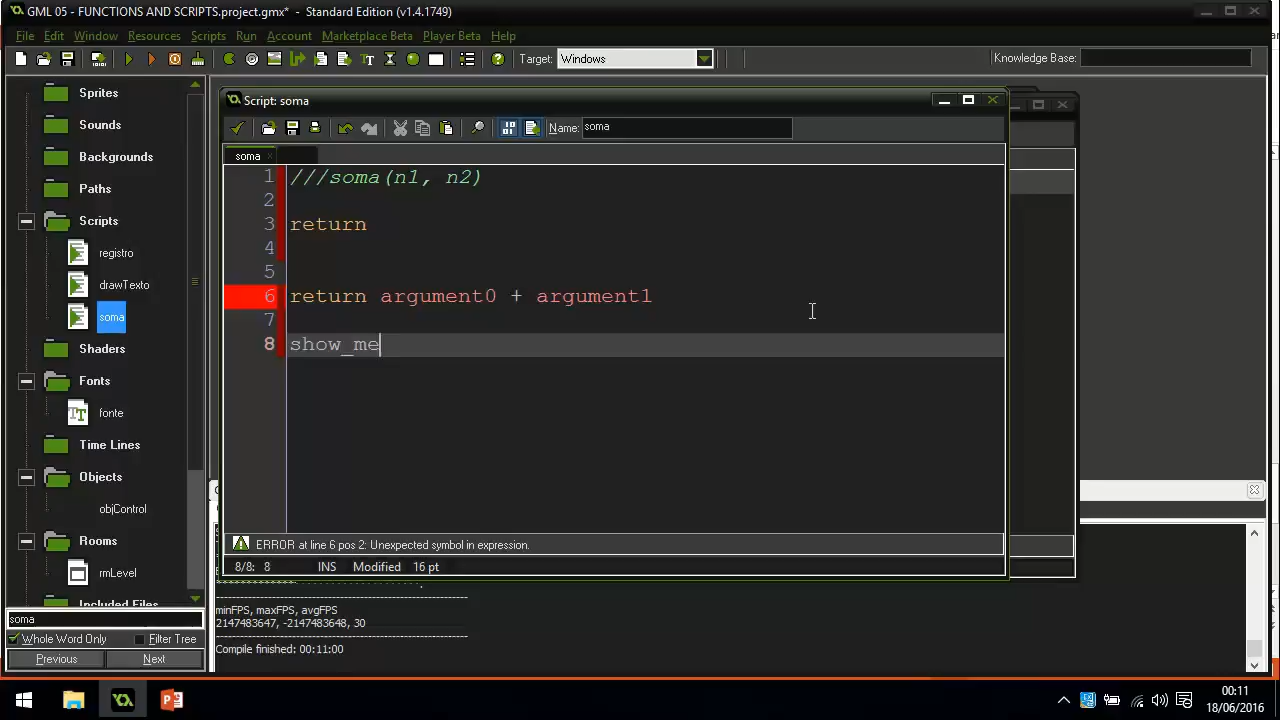 GML 05 - FUNCTIONS AND SCRIPTS.project.gmx* - Standard Edition (v1.4.1749)
File Edit Window Resources Scripts Run Account Marketplace Beta Player Beta Help
Target: Windows Knowledge Base:
Sprites
Sounds
Backgrounds
Paths
Scripts
registro
drawTexto
soma
Shaders
Fonts
fonte
Time Lines
Objects
objControl
Rooms
rmLevel
Included Files
soma
Whole Word Only Filter Tree
Previous Next
Script: soma
Name: soma
soma
1 ///soma(n1, n2)
2
3 return
4
5
6 return argument0 + argument1
7
8 show_me
ERROR at line 6 pos 2: Unexpected symbol in expression.
8/8: 8 INS Modified 16 pt
minFPS, maxFPS, avgFPS
2147483647, -2147483648, 30
Compile finished: 00:11:00
00:11
18/06/2016